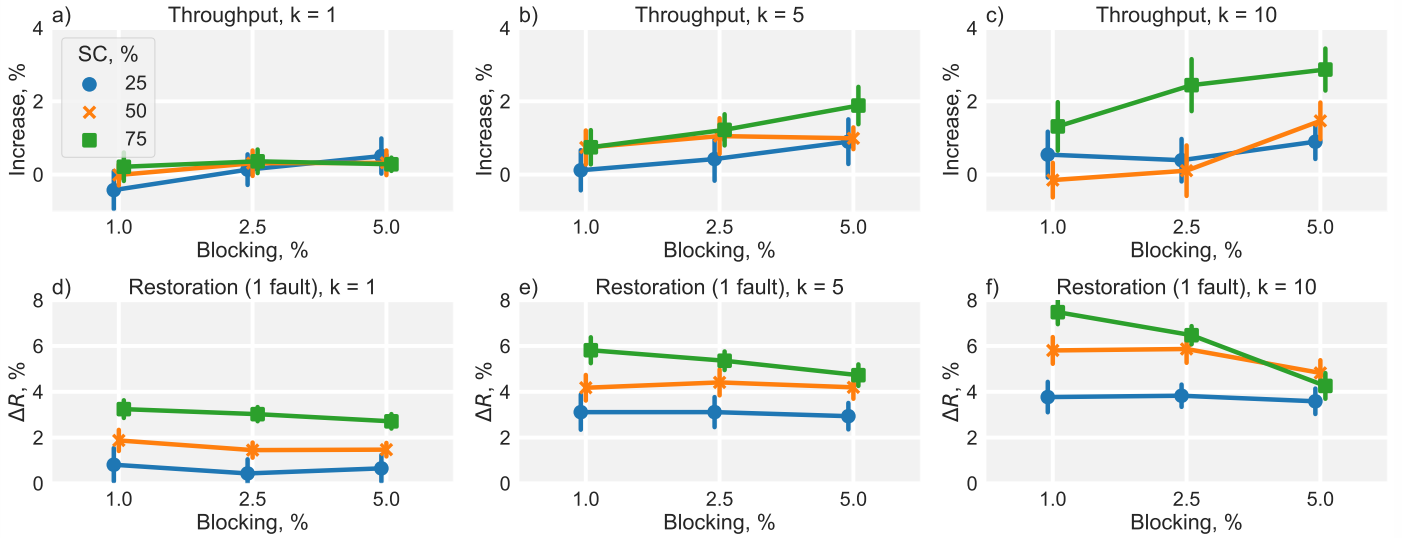 a) Throughput, k = 1
Increase, %
4
2
0
SC, %
25
50
75
1.0 2.5 5.0
Blocking, %
b) Throughput, k = 5
Increase, %
4
2
0
1.0 2.5 5.0
Blocking, %
c) Throughput, k = 10
Increase, %
4
2
0
1.0 2.5 5.0
Blocking, %
d) Restoration (1 fault), k = 1
ΔR, %
8
6
4
2
0
1.0 2.5 5.0
Blocking, %
e) Restoration (1 fault), k = 5
ΔR, %
8
6
4
2
0
1.0 2.5 5.0
Blocking, %
f) Restoration (1 fault), k = 10
ΔR, %
8
6
4
2
0
1.0 2.5 5.0
Blocking, %